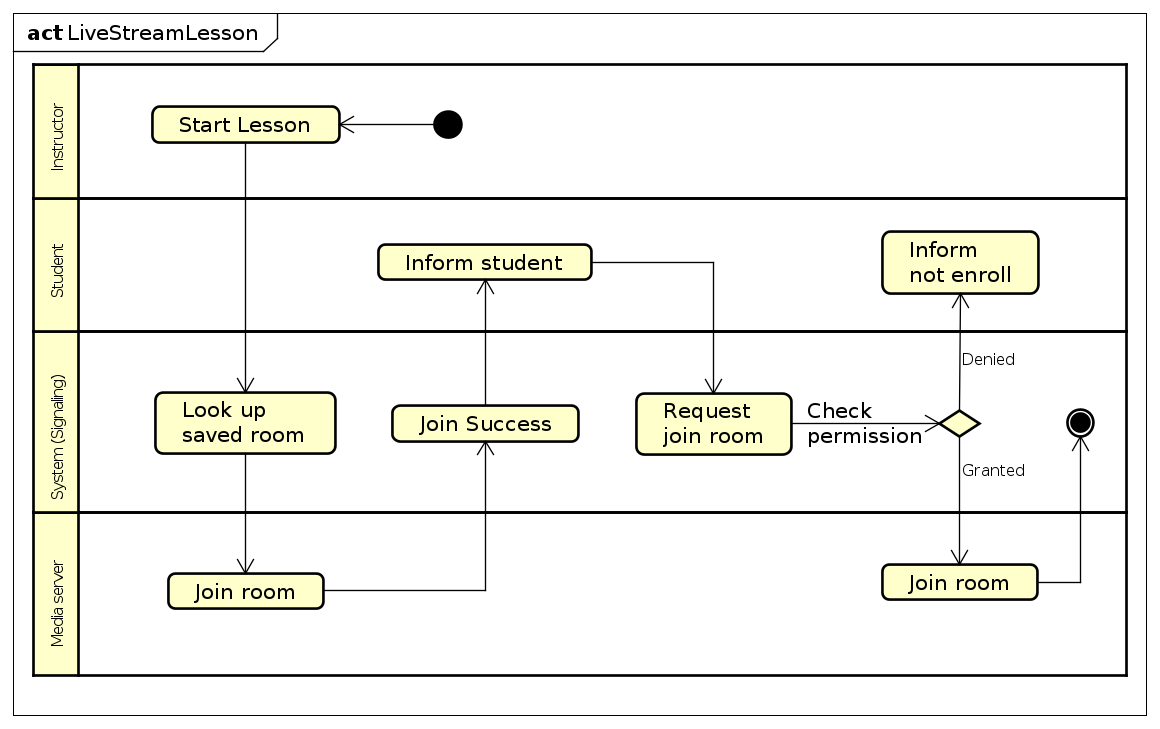 act LiveStreamLesson
Instructor
Start Lesson
Student
Inform student
Inform
not enroll
System (Signaling)
Look up
saved room
Join Success
Request
join room
Check
permission
Denied
Granted
Media server
Join room
Join room